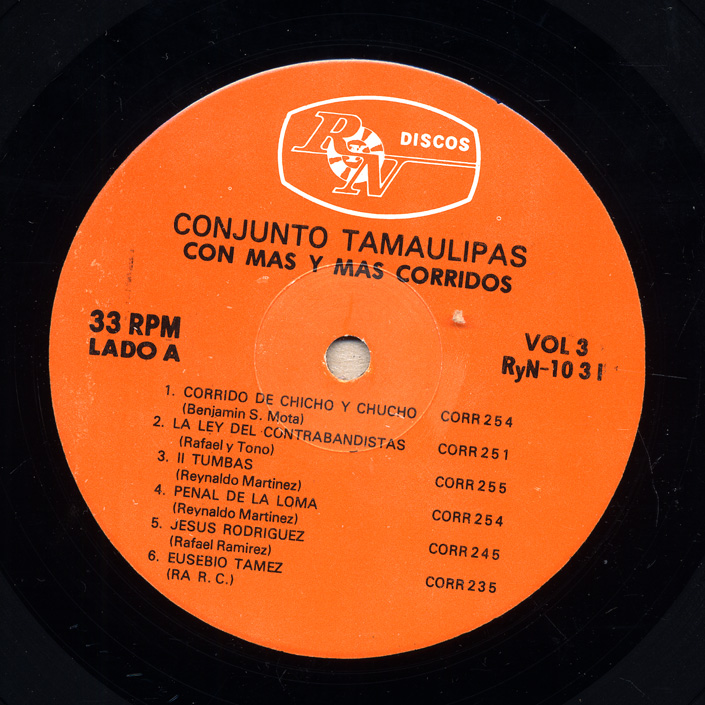 RyN DISCOS
CONJUNTO TAMAULIPAS
CON MAS Y MAS CORRIDOS
33 RPM
LADO A
VOL 3
RyN-1031
1. CORRIDO DE CHICHO Y CHUCHO CORR 254
(Benjamin S. Mota)
2. LA LEY DEL CONTRABANDISTAS CORR 251
(Rafael y Tono)
3. II TUMBAS CORR 255
(Reynaldo Martinez)
4. PENAL DE LA LOMA CORR 254
(Reynaldo Martinez)
5. JESUS RODRIGUEZ CORR 245
(Rafael Ramirez)
6. EUSEBIO TAMEZ CORR 235
(RA R. C.)